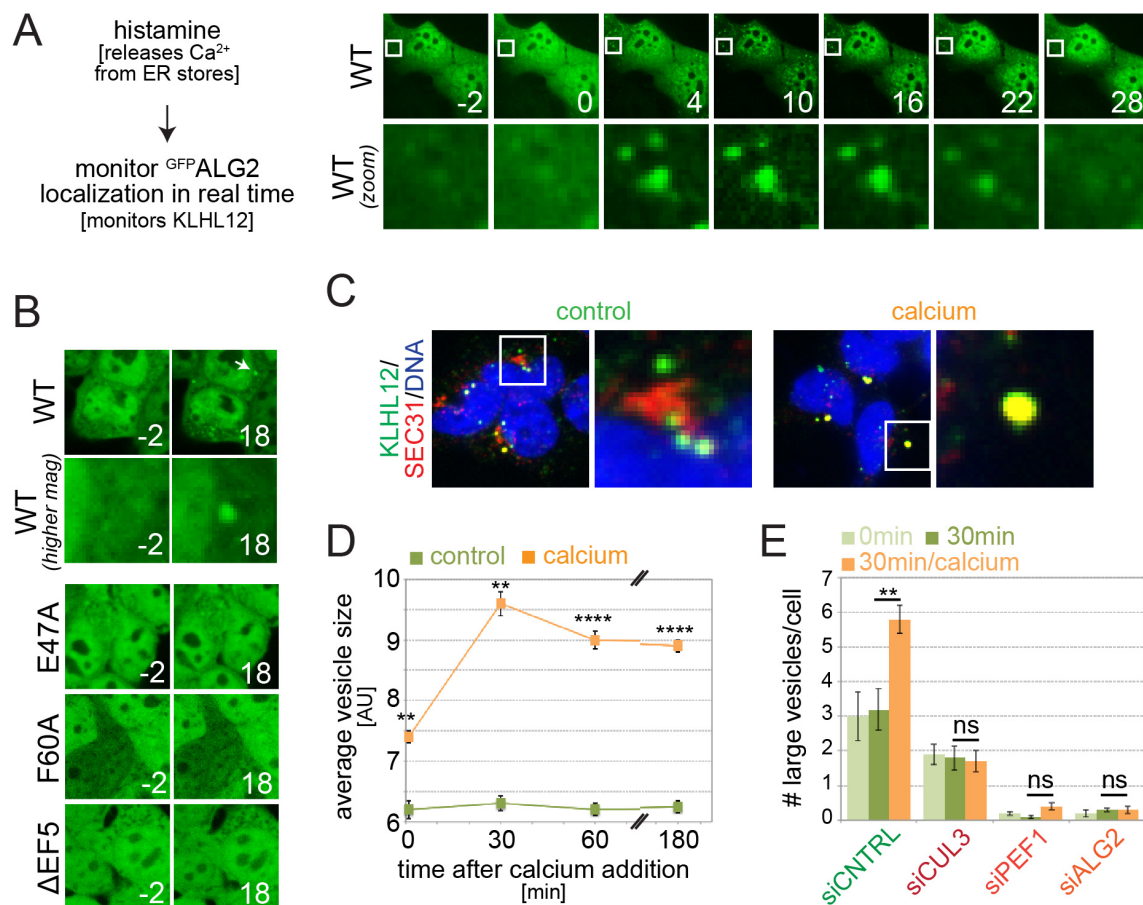 A
histamine
[releases Ca²⁺
from ER stores]
monitor ᴳᶠᴾALG2
localization in real time
[monitors KLHL12]
WT
-2
0
4
10
16
22
28
WT
(zoom)
B
WT
-2
18
WT
(higher mag)
-2
18
E47A
-2
18
F60A
-2
18
ΔEF5
-2
18
C
control
calcium
KLHL12/
SEC31/DNA
D
control
calcium
average vesicle size
[AU]
10
9
8
7
6
**
**
****
****
0
30
60
180
time after calcium addition
[min]
E
0min
30min
30min/calcium
# large vesicles/cell
7
6
5
4
3
2
1
0
**
ns
ns
ns
siCNTRL
siCUL3
siPEF1
siALG2